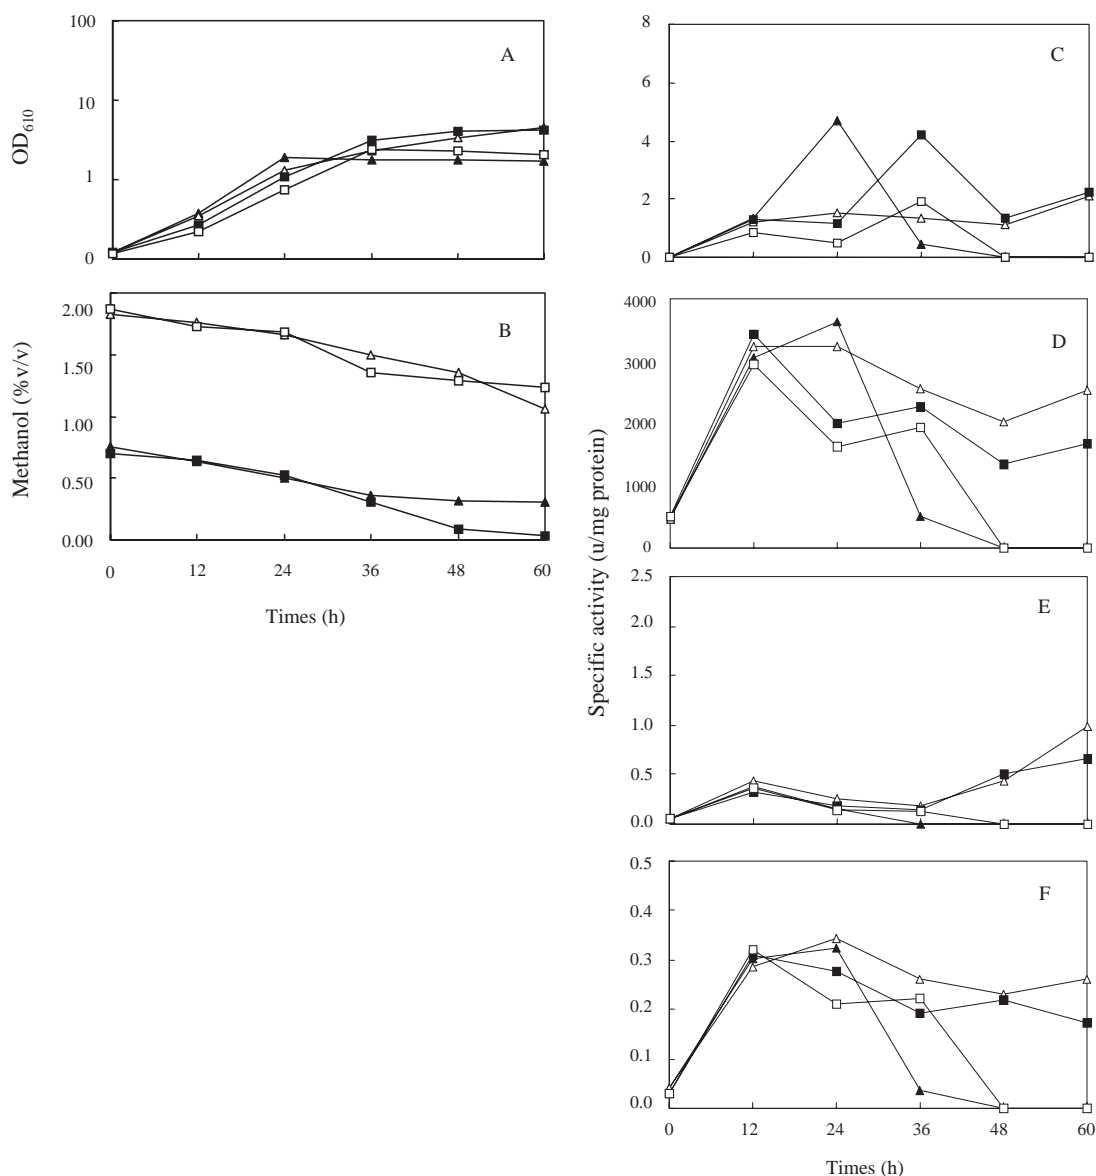 100
10
1
0
OD610
A
2.00
1.50
1.00
0.50
0.00
Methanol (%v/v)
B
0 12 24 36 48 60
Times (h)
8
6
4
2
0
C
4000
3000
2000
1000
0
D
Specific activity (u/mg protein)
2.5
2.0
1.5
1.0
0.5
0.0
E
0.5
0.4
0.3
0.2
0.1
0.0
F
0 12 24 36 48 60
Times (h)